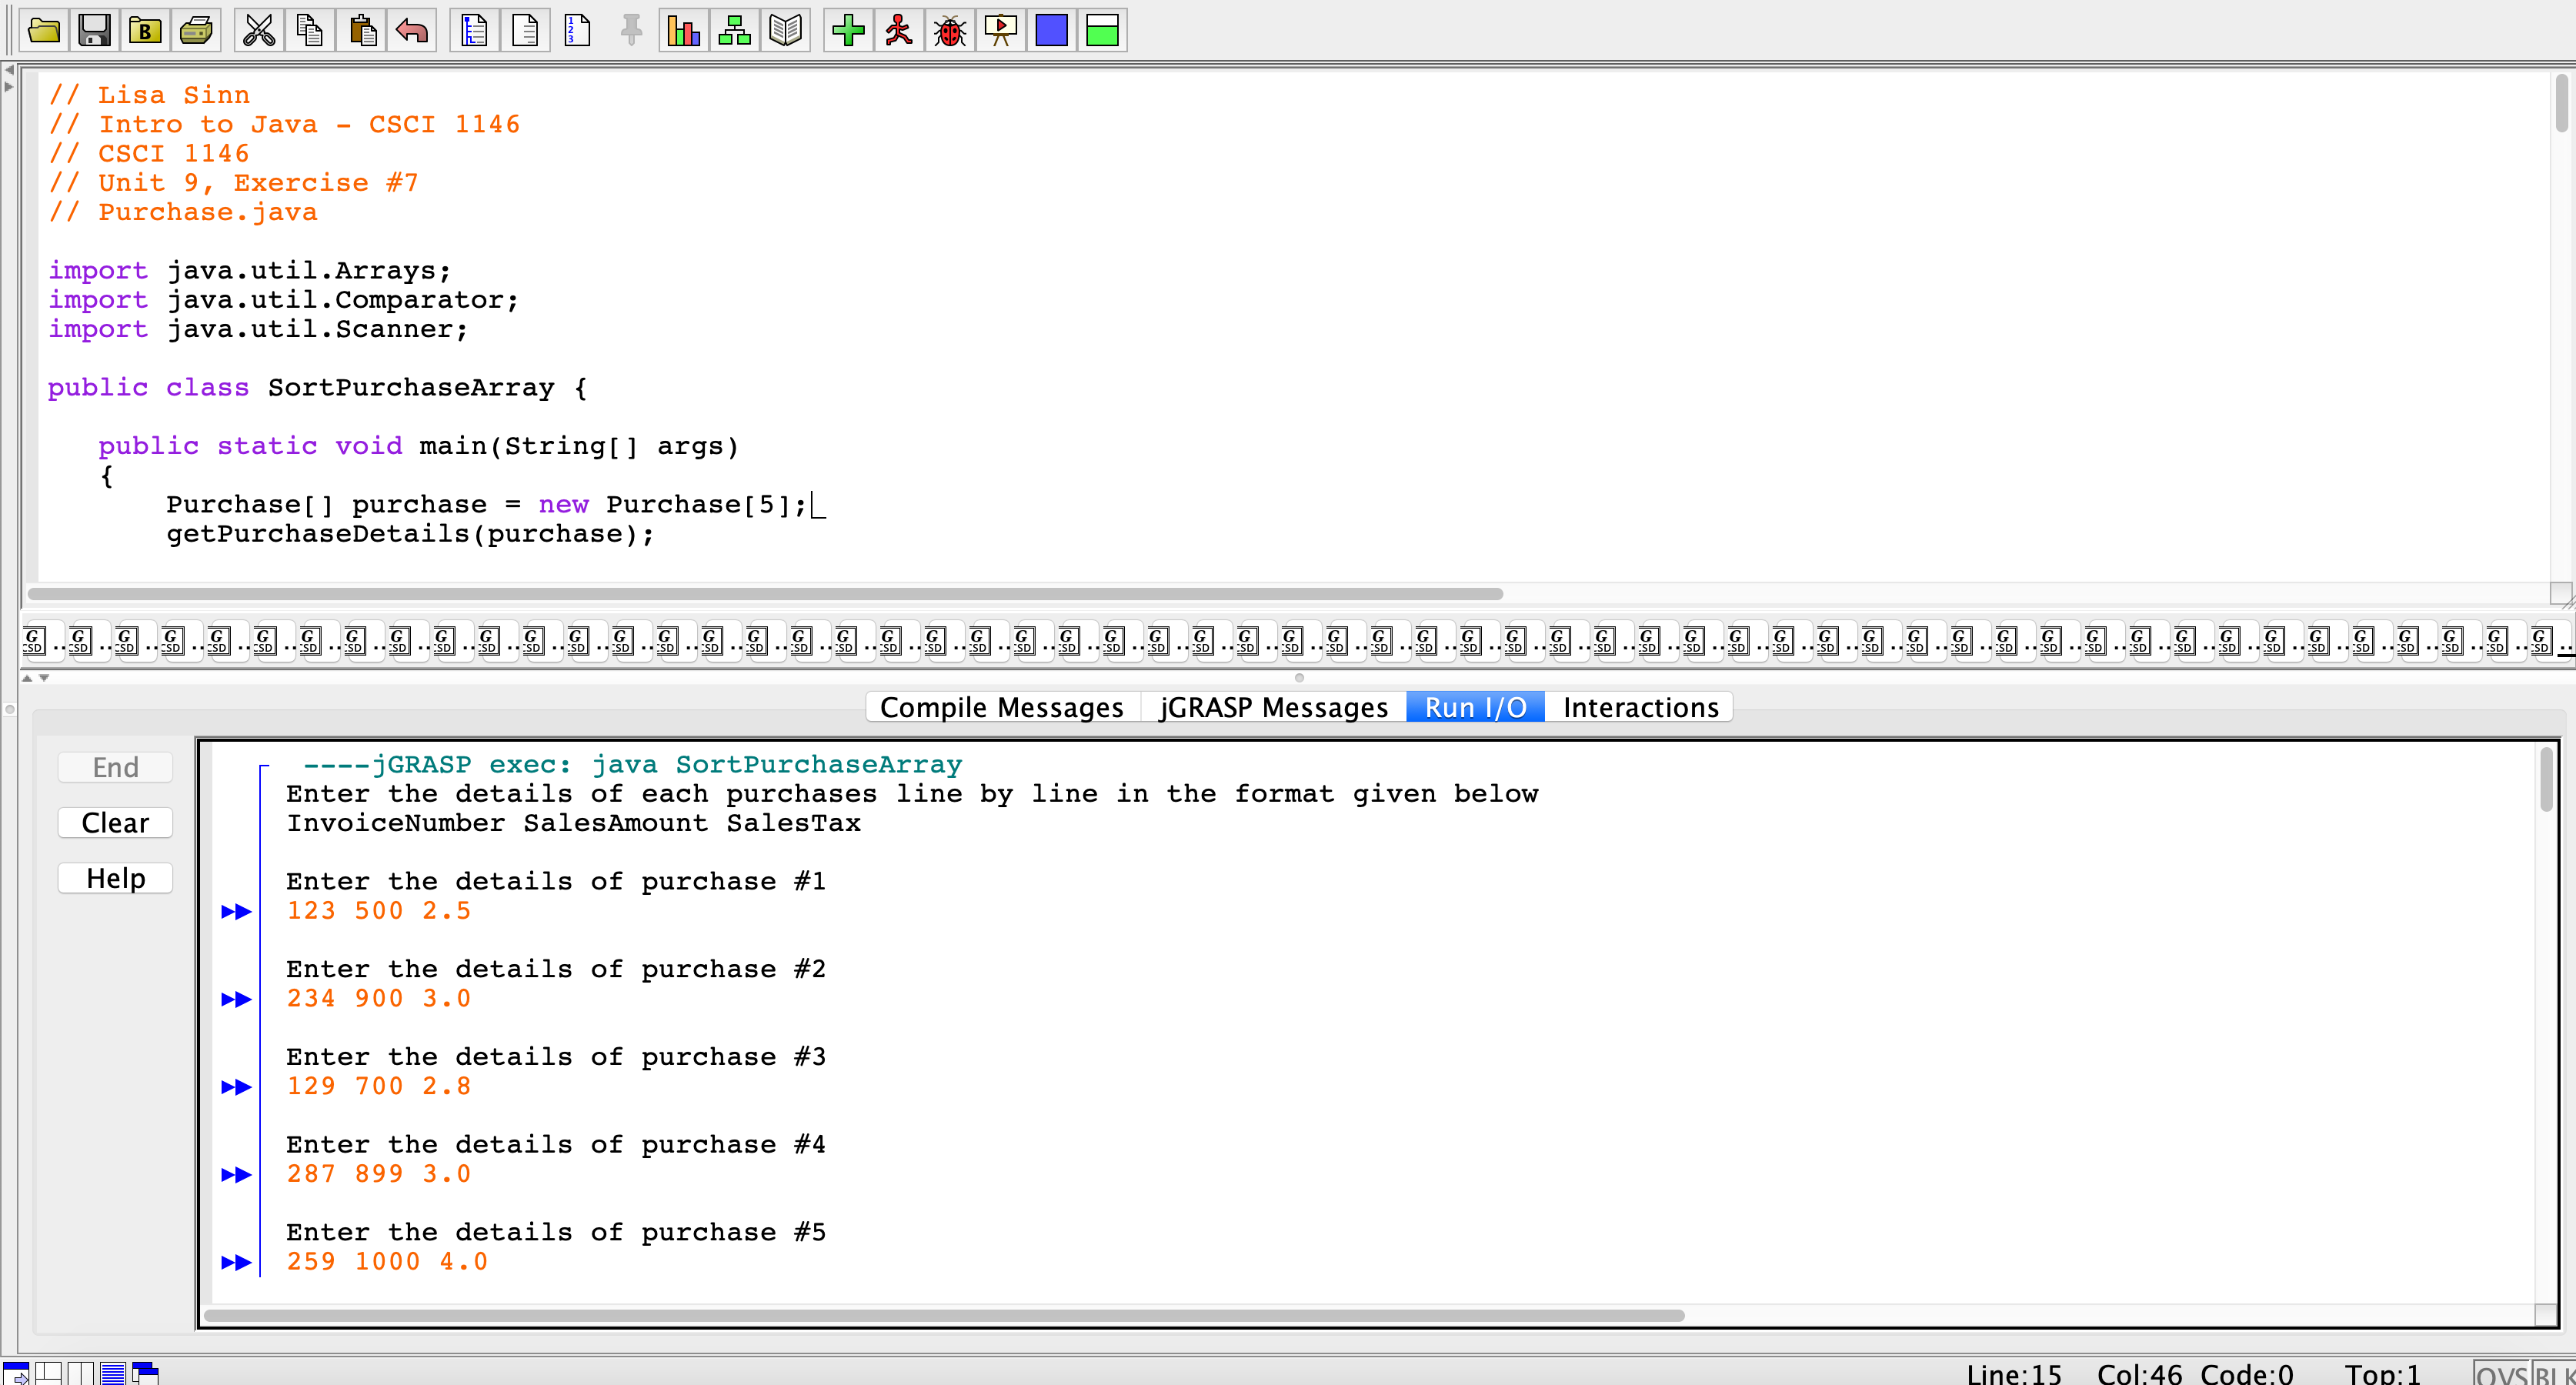 B
// Lisa Sinn
// Intro to Java - CSCI 1146
// CSCI 1146
// Unit 9, Exercise #7
// Purchase.java
import java.util.Arrays;
import java.util.Comparator;
import java.util.Scanner;
public class SortPurchaseArray {
public static void main(String[] args)
{
Purchase[] purchase = new Purchase[5];
getPurchaseDetails(purchase);
Compile Messages jGRASP Messages Run I/O Interactions
End
Clear
Help
----jGRASP exec: java SortPurchaseArray
Enter the details of each purchases line by line in the format given below
InvoiceNumber SalesAmount SalesTax
Enter the details of purchase #1
123 500 2.5
Enter the details of purchase #2
234 900 3.0
Enter the details of purchase #3
129 700 2.8
Enter the details of purchase #4
287 899 3.0
Enter the details of purchase #5
259 1000 4.0
Line:15 Col:46 Code:0 Top:1 OVS BLK